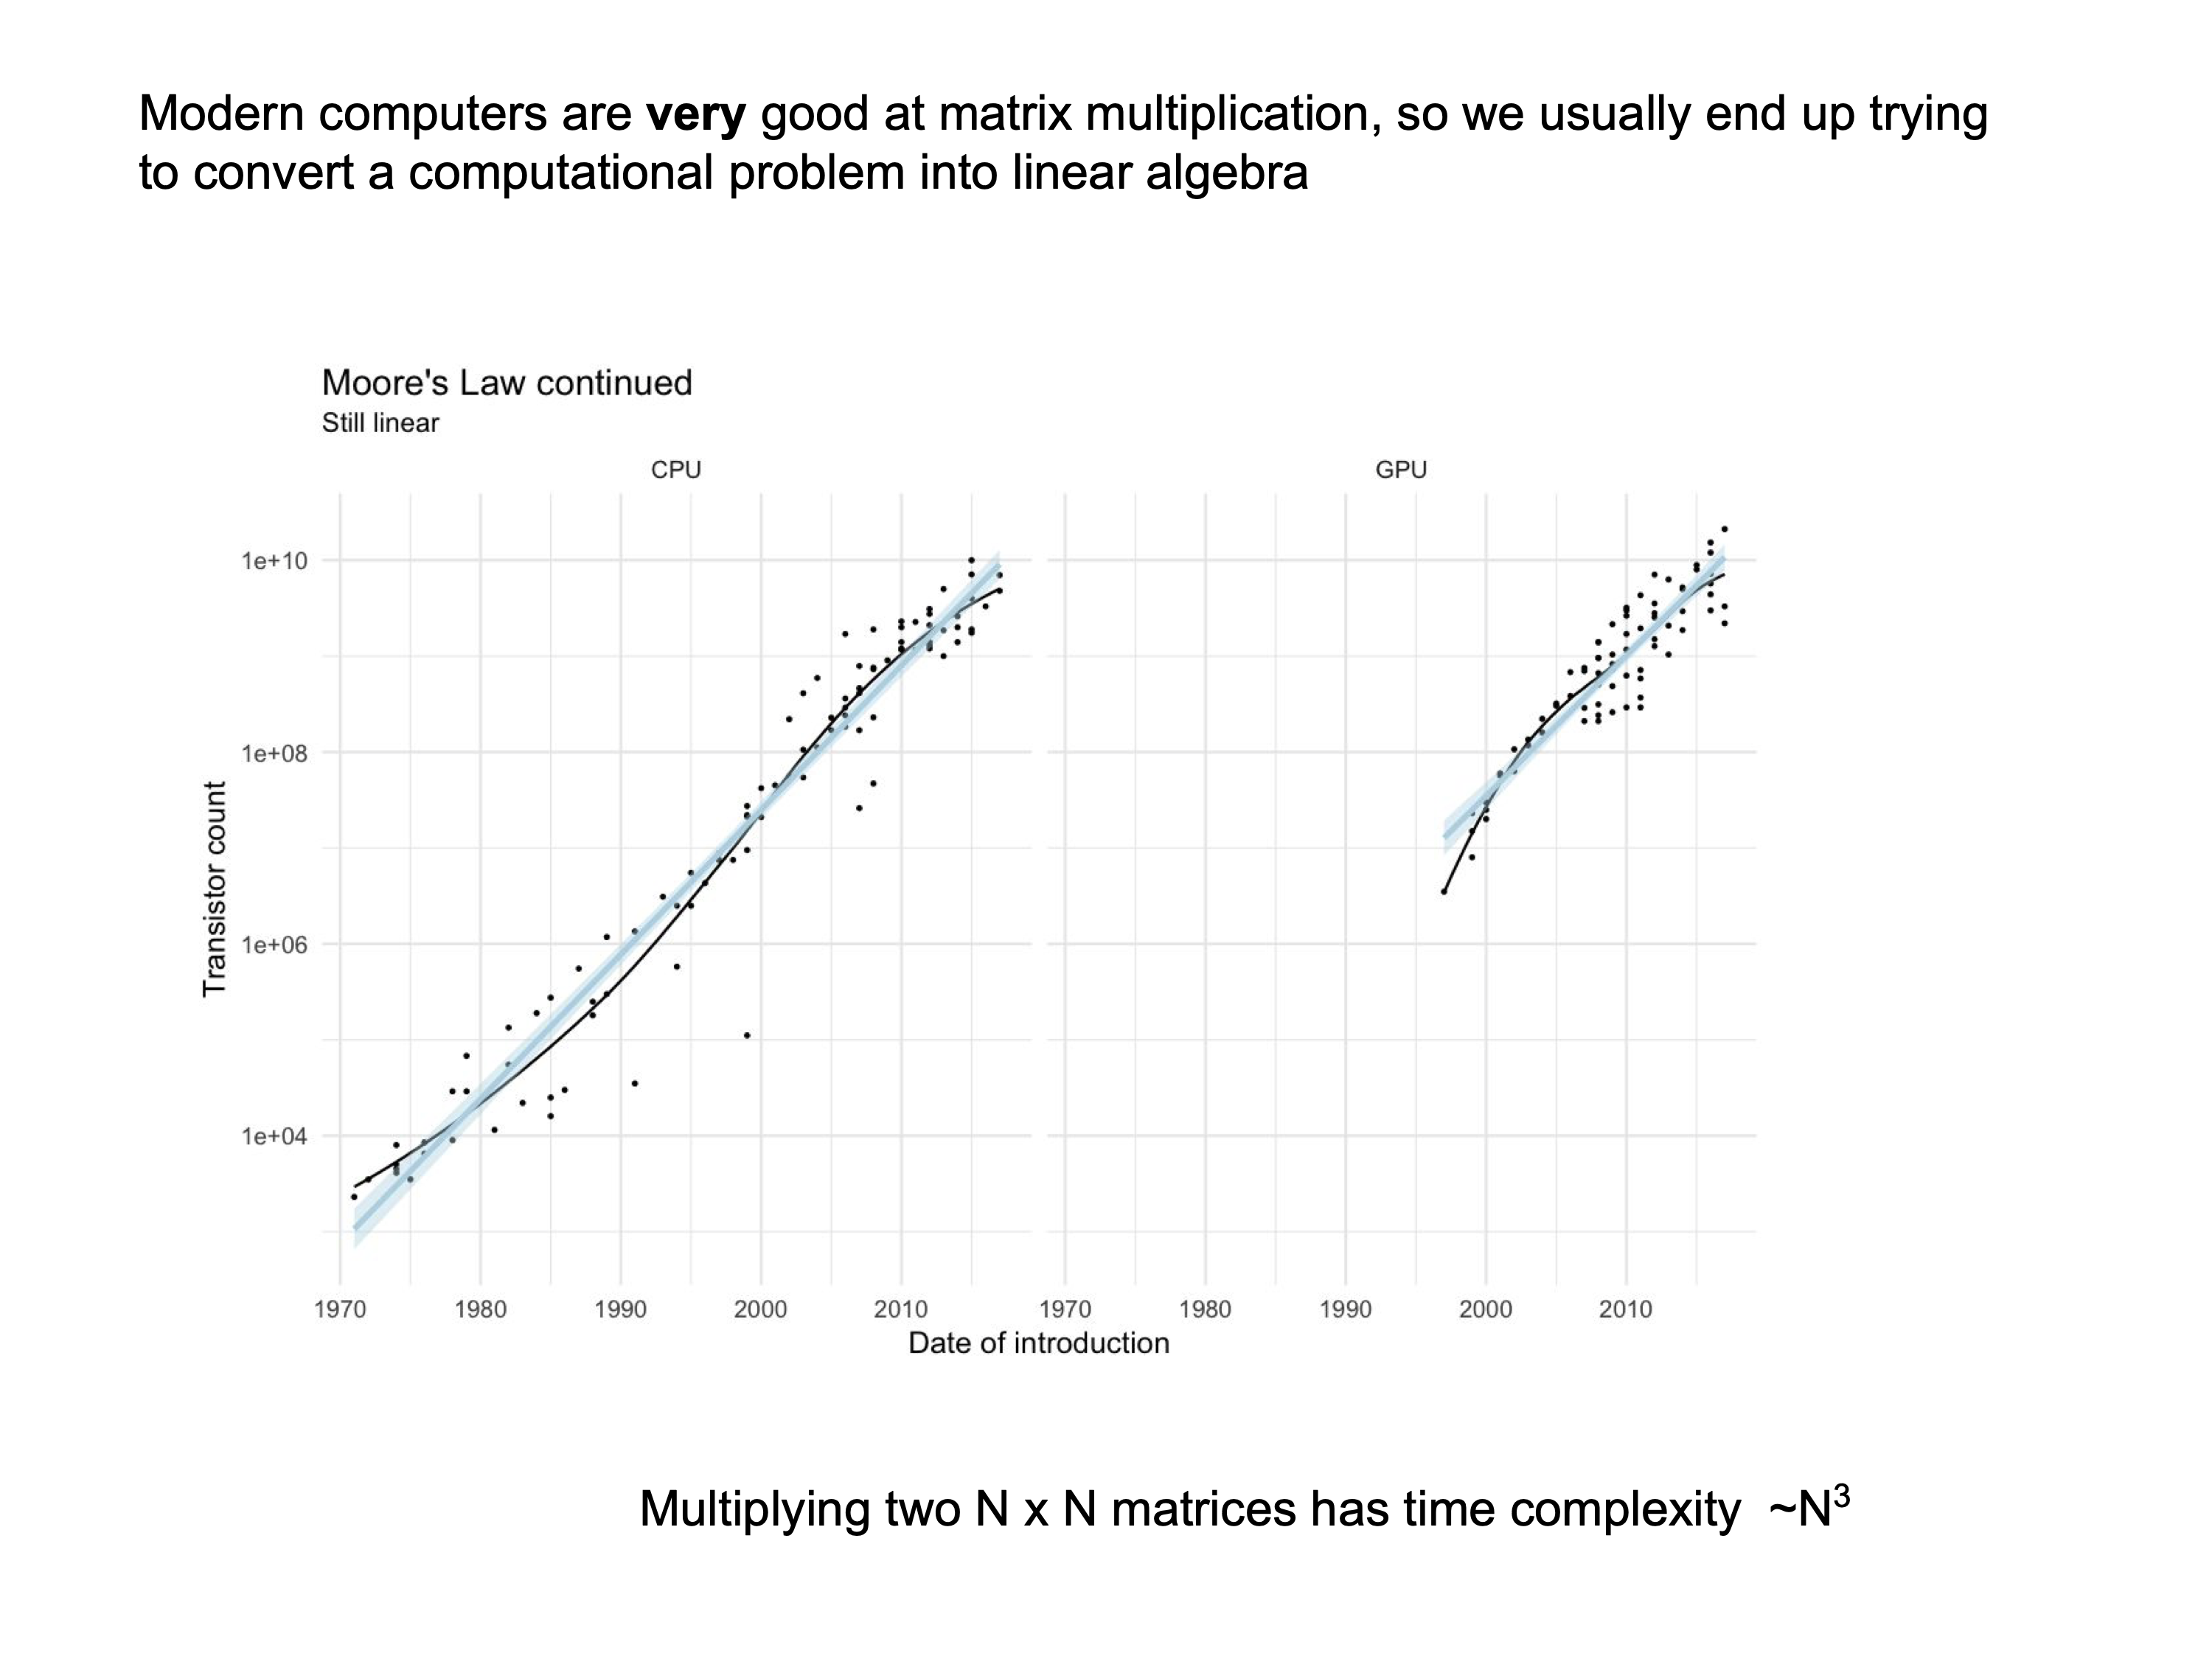 Modern computers are very good at matrix multiplication, so we usually end up trying
to convert a computational problem into linear algebra
Moore's Law continued
Still linear
CPU
GPU
1e+10
1e+08
1e+06
1e+04
Transistor count
1970 1980 1990 2000 2010
1970 1980 1990 2000 2010
Date of introduction
Multiplying two N x N matrices has time complexity ~N³